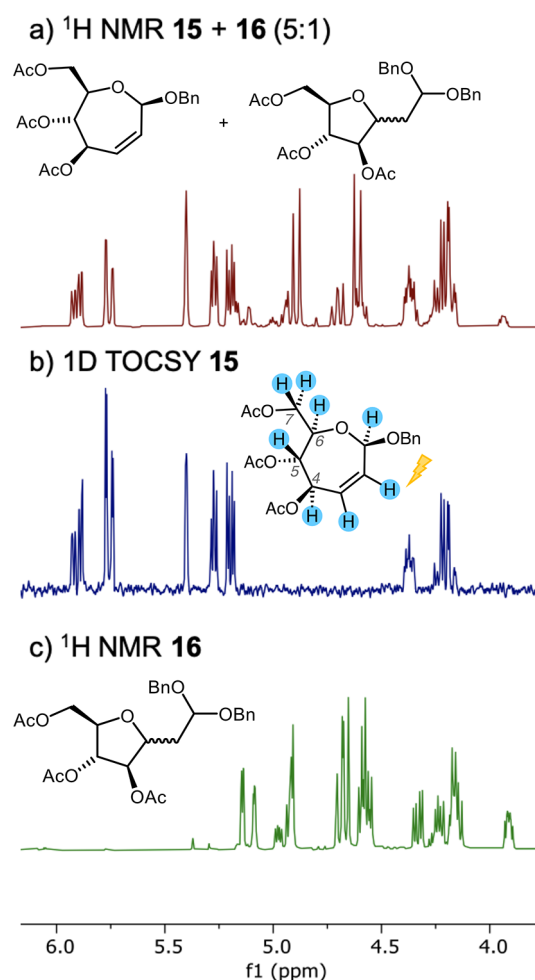 a) ¹H NMR 15 + 16 (5:1)
AcO
O
OBn
AcO
AcO
+
BnO
OBn
AcO
O
AcO
OAc
b) 1D TOCSY 15
H
H
H
AcO
7
O
H
6
H
OBn
AcO
5
4
H
AcO
H
H
c) ¹H NMR 16
BnO
OBn
AcO
O
AcO
OAc
6.0 5.5 5.0 4.5 4.0
f1 (ppm)